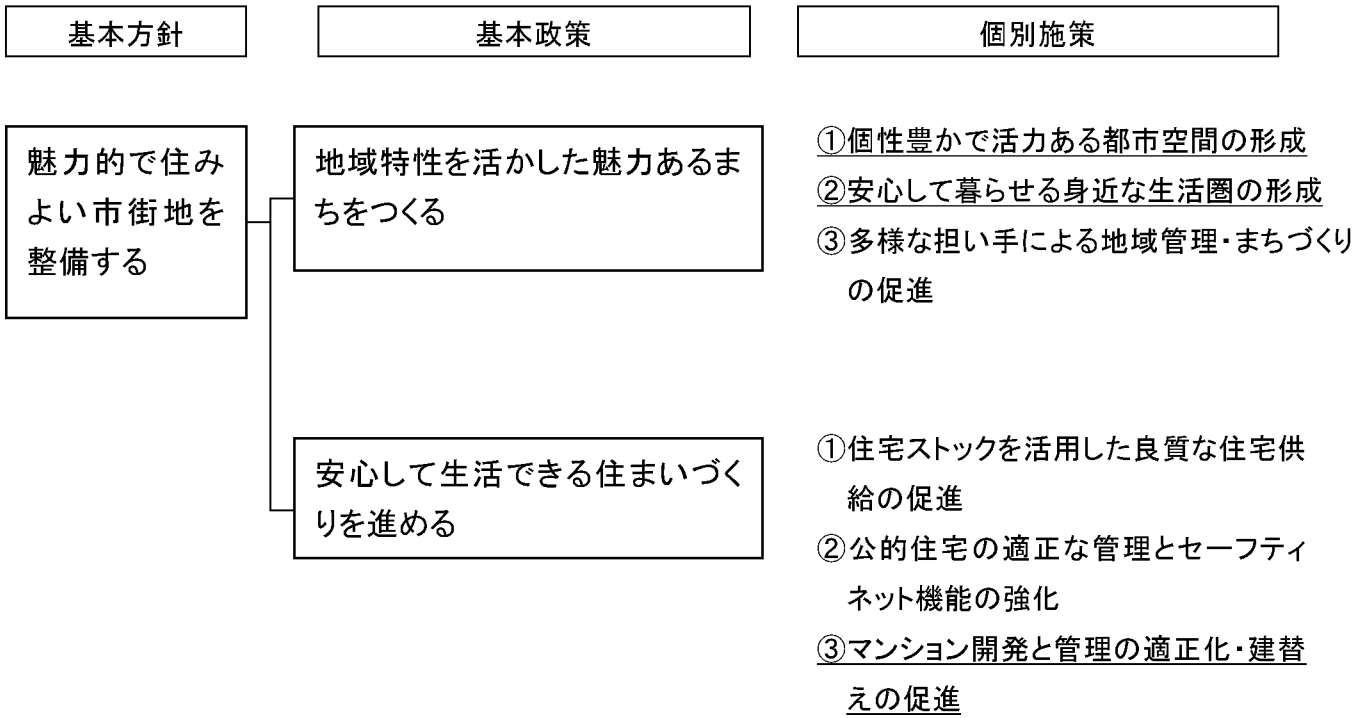 基本方針
基本政策
個別施策
魅力的で住み
よい市街地を
整備する
地域特性を活かした魅力あるま
ちをつくる
①個性豊かで活力ある都市空間の形成
②安心して暮らせる身近な生活圏の形成
③多様な担い手による地域管理・まちづくり
の促進
安心して生活できる住まいづく
りを進める
①住宅ストックを活用した良質な住宅供
給の促進
②公的住宅の適正な管理とセーフティ
ネット機能の強化
③マンション開発と管理の適正化・建替
えの促進